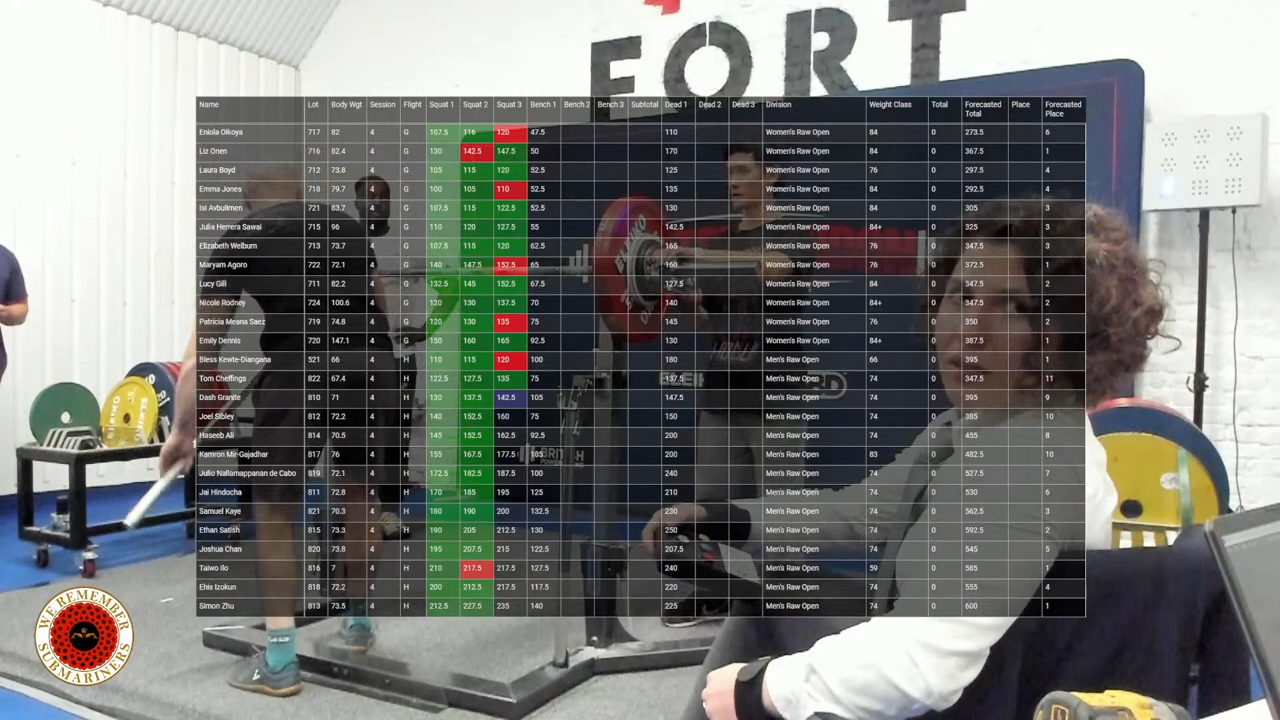 FORT
Name Lot Body Wgt Session Flight Squat 1 Squat 2 Squat 3 Bench 1 Bench 2 Bench 3 Subtotal Dead 1 Dead 2 Dead 3 Division Weight Class Total Forecasted Total Place Forecasted Place
Eniola Oikoya 717 82 4 G 107.5 116 120 47.5 110 Women's Raw Open 84 0 273.5 6
Liz Onen 716 82.4 4 G 130 142.5 147.5 50 170 Women's Raw Open 84 0 367.5 1
Laura Boyd 712 73.8 4 G 105 115 120 52.5 125 Women's Raw Open 76 0 297.5 4
Emma Jones 718 79.7 4 G 100 105 110 52.5 135 Women's Raw Open 84 0 292.5 4
Isi Avbulimen 721 83.7 4 G 107.5 115 122.5 52.5 130 Women's Raw Open 84 0 305 3
Julia Herrera Sawai 715 96 4 G 110 120 127.5 55 142.5 Women's Raw Open 84+ 0 325 3
Elizabeth Welburn 713 73.7 4 G 107.5 115 120 62.5 165 Women's Raw Open 76 0 347.5 3
Maryam Agoro 722 72.1 4 G 140 147.5 152.5 65 160 Women's Raw Open 76 0 372.5 1
Lucy Gill 711 82.2 4 G 132.5 145 152.5 67.5 127.5 Women's Raw Open 84 0 347.5 2
Nicole Rodney 724 100.6 4 G 120 130 137.5 70 140 Women's Raw Open 84+ 0 347.5 2
Patricia Meana Saez 719 74.8 4 G 120 130 135 75 145 Women's Raw Open 76 0 350 2
Emily Dennis 720 147.1 4 G 150 160 165 92.5 130 Women's Raw Open 84+ 0 387.5 1
Bless Kewte-Diangana 521 66 4 H 110 115 120 100 180 Men's Raw Open 66 0 395 1
Tom Cheffings 822 67.4 4 H 122.5 127.5 135 75 137.5 Men's Raw Open 74 0 347.5 11
Dash Granite 810 71 4 H 130 137.5 142.5 105 147.5 Men's Raw Open 74 0 395 9
Joel Sibley 812 72.2 4 H 140 152.5 160 75 150 Men's Raw Open 74 0 385 10
Haseeb Ali 814 70.5 4 H 145 152.5 162.5 92.5 200 Men's Raw Open 74 0 455 8
Kamron Mir-Gajadhar 817 76 4 H 155 167.5 177.5 105 200 Men's Raw Open 83 0 482.5 10
Julio Nallamappanan de Cabo 819 72.1 4 H 172.5 182.5 187.5 100 240 Men's Raw Open 74 0 527.5 7
Jai Hindocha 811 72.8 4 H 170 185 195 125 210 Men's Raw Open 74 0 530 6
Samuel Kaye 821 70.3 4 H 180 190 200 132.5 230 Men's Raw Open 74 0 562.5 3
Ethan Satish 815 73.3 4 H 190 205 212.5 130 250 Men's Raw Open 74 0 592.5 2
Joshua Chan 820 73.8 4 H 195 207.5 215 122.5 207.5 Men's Raw Open 74 0 545 5
Taiwo Ilo 816 7 4 H 210 217.5 217.5 127.5 240 Men's Raw Open 59 0 585 1
Ehis Izokun 818 72.2 4 H 200 212.5 217.5 117.5 220 Men's Raw Open 74 0 555 4
Simon Zhu 813 73.5 4 H 212.5 227.5 235 140 225 Men's Raw Open 74 0 600 1
WE REMEMBER
SUBMARINERS